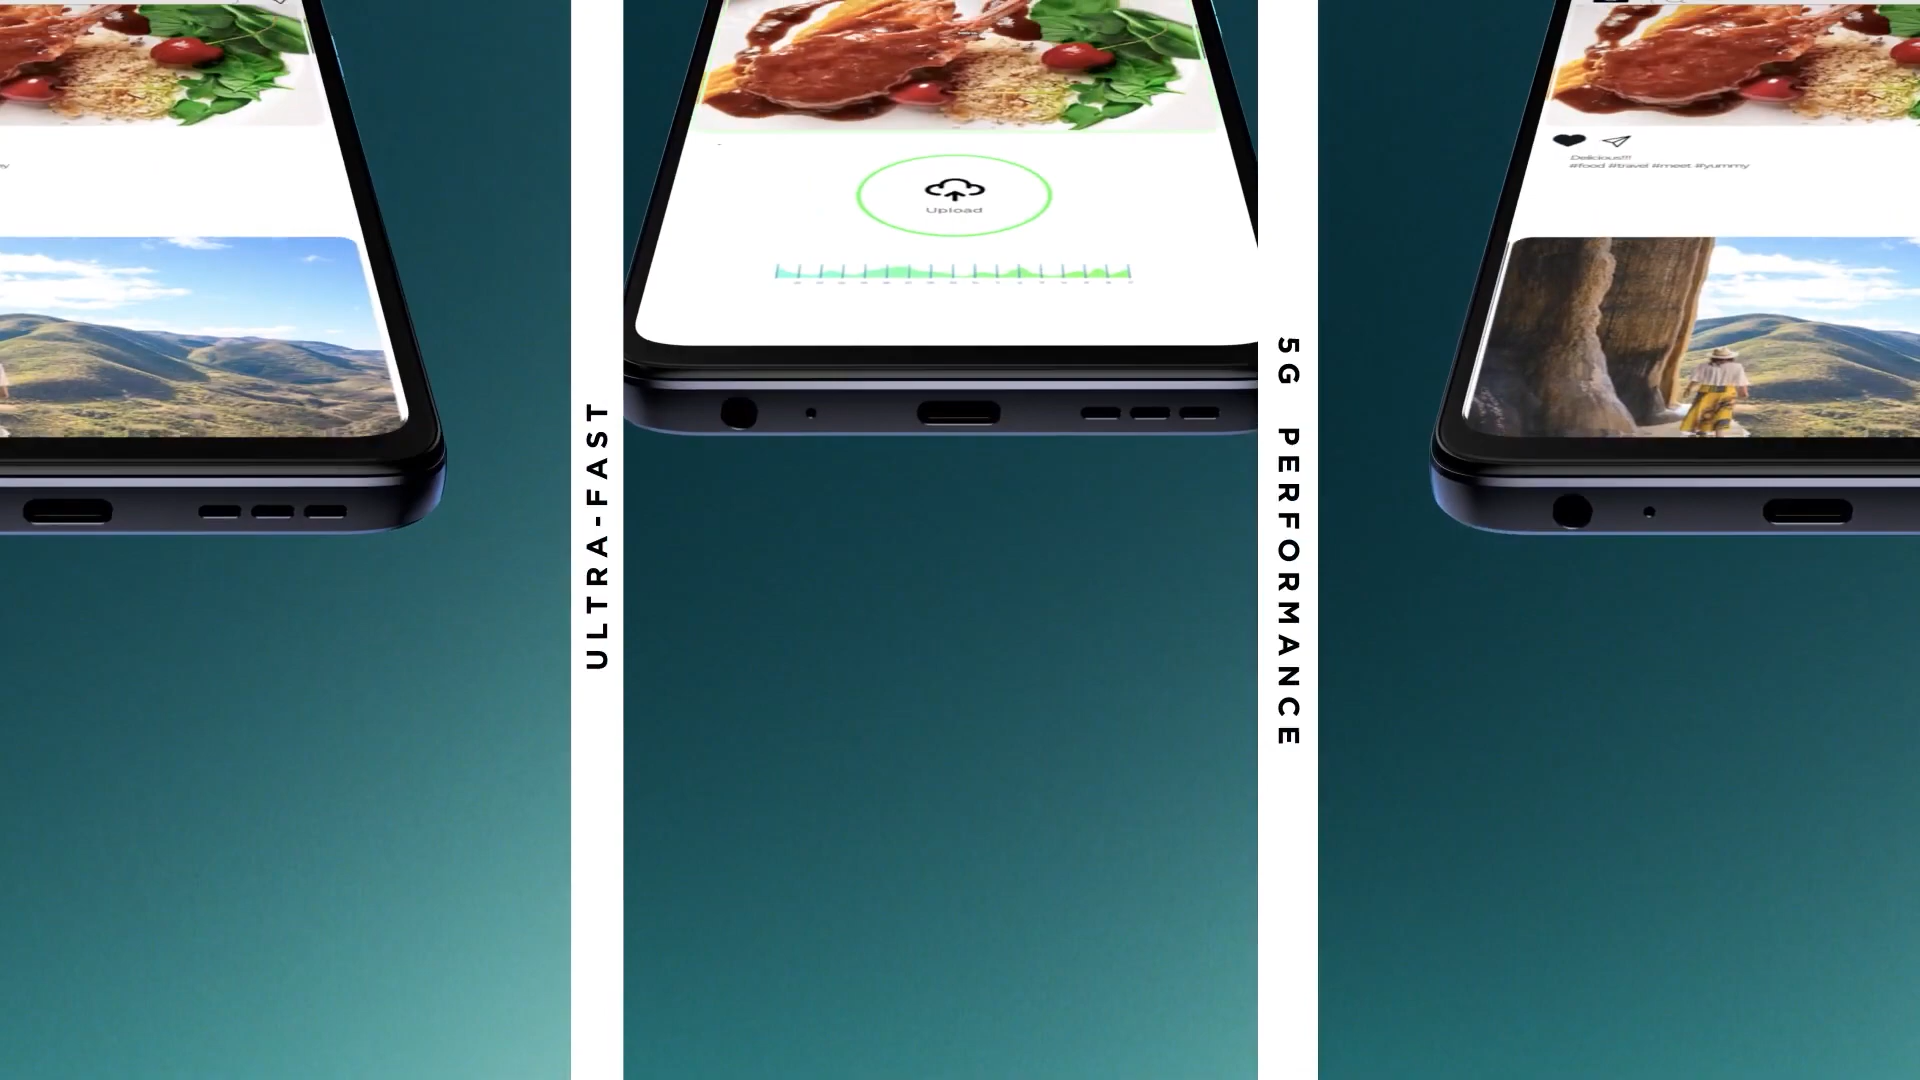 ULTRA-FAST
Upload
5G PERFORMANCE
Delicious!!!
#food #travel #meet #yummy